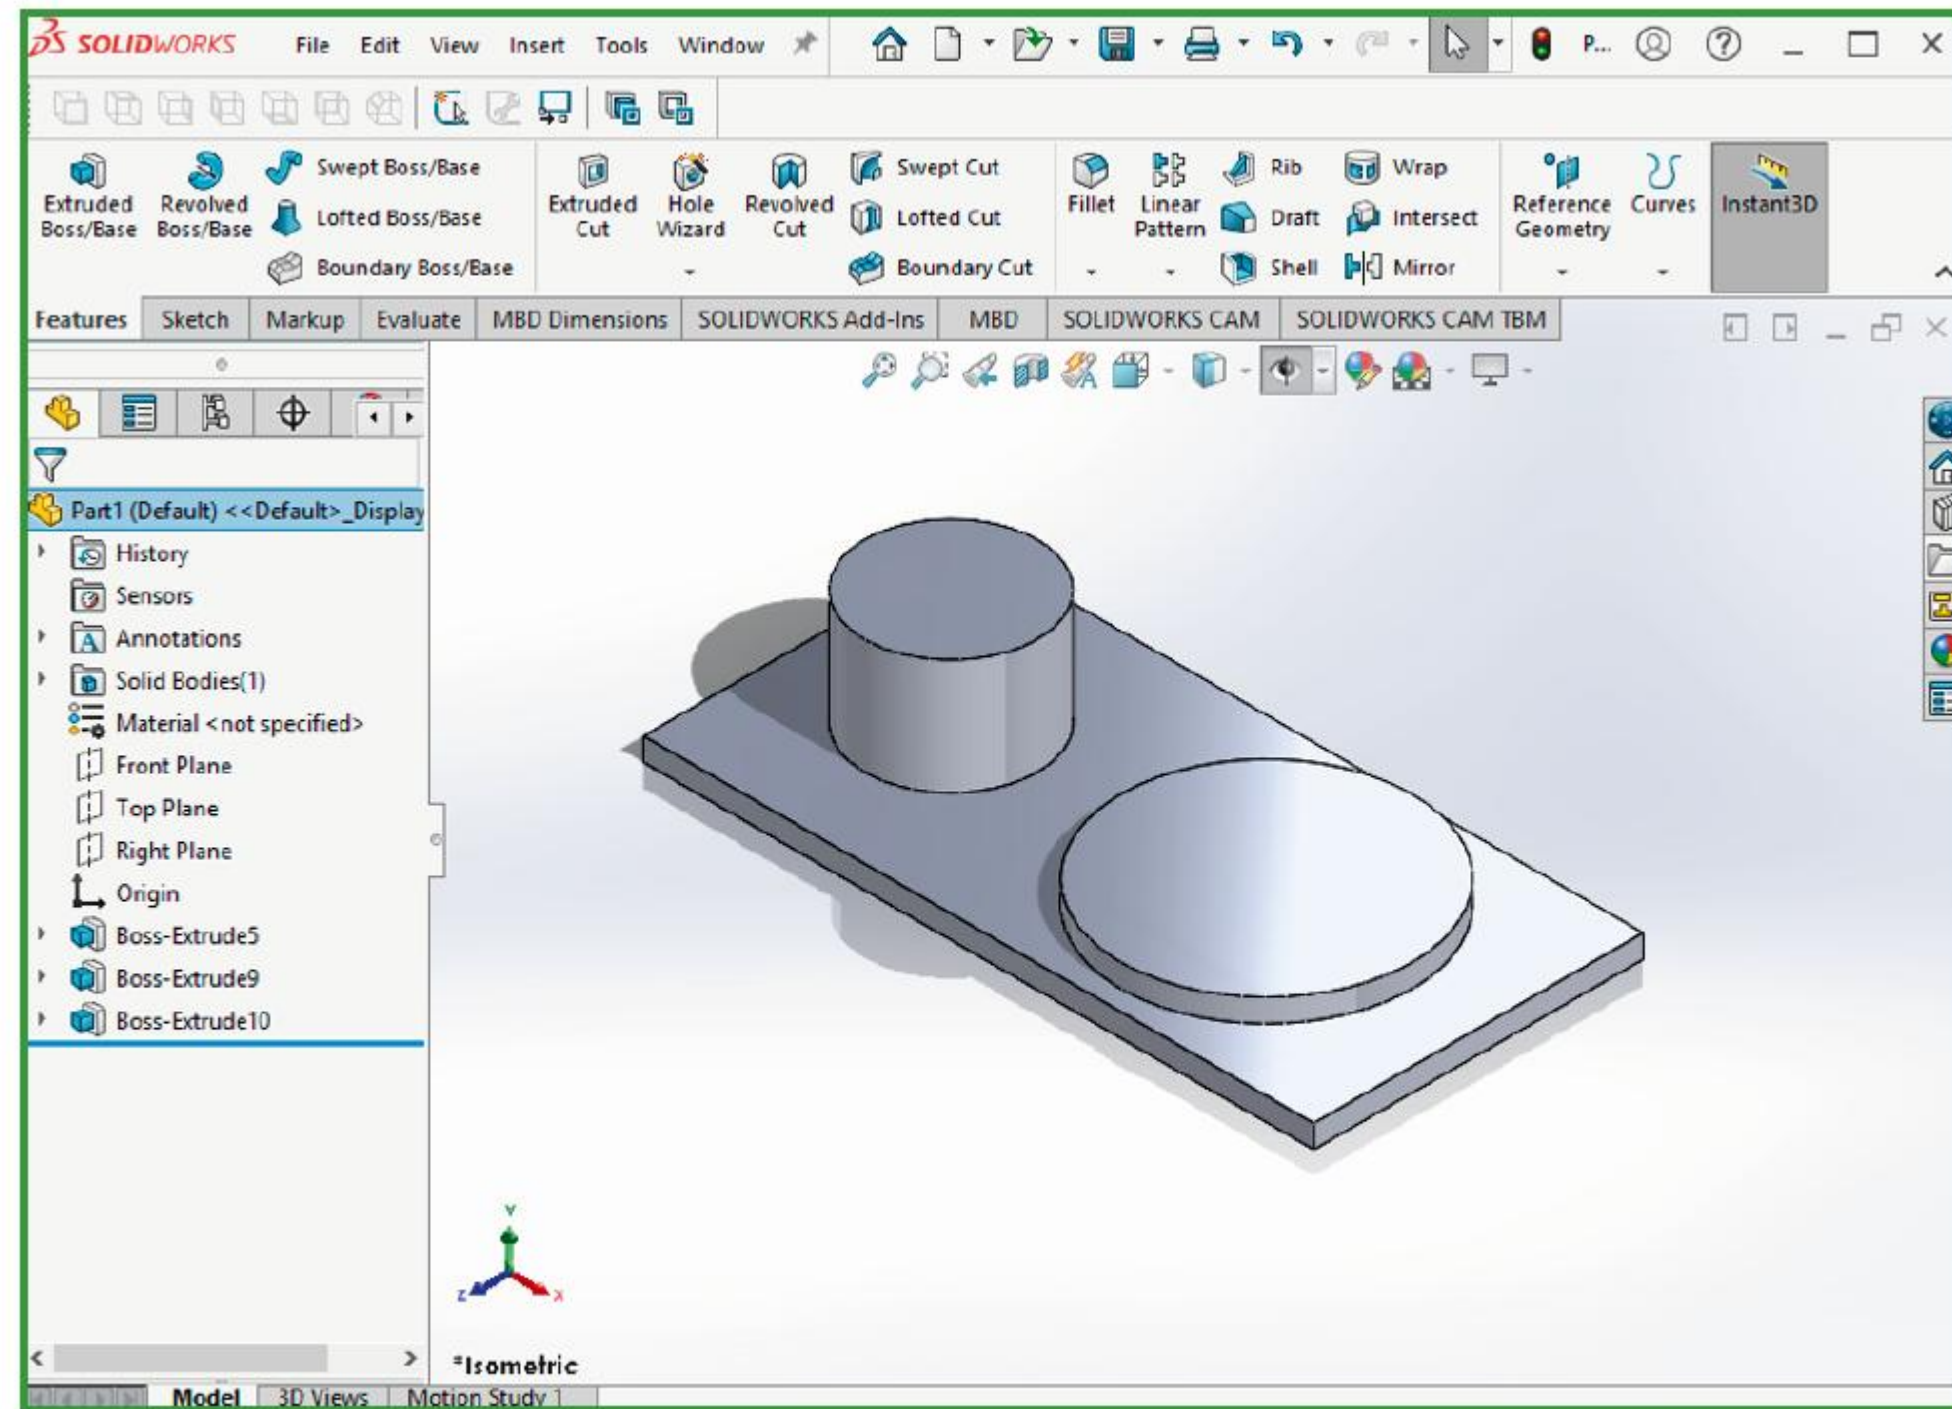 SOLIDWORKS File Edit View Insert Tools Window P... ?
Extruded Boss/Base
Revolved Boss/Base
Swept Boss/Base
Lofted Boss/Base
Boundary Boss/Base
Extruded Cut
Hole Wizard
Revolved Cut
Swept Cut
Lofted Cut
Boundary Cut
Fillet
Linear Pattern
Rib
Draft
Shell
Wrap
Intersect
Mirror
Reference Geometry
Curves
Instant3D
Features Sketch Markup Evaluate MBD Dimensions SOLIDWORKS Add-Ins MBD SOLIDWORKS CAM SOLIDWORKS CAM TBM
Part1 (Default) <<Default>_Display
History
Sensors
A Annotations
Solid Bodies(1)
Material <not specified>
Front Plane
Top Plane
Right Plane
Origin
Boss-Extrude5
Boss-Extrude9
Boss-Extrude10
Y
Z X
*Isometric
Model 3D Views Motion Study 1